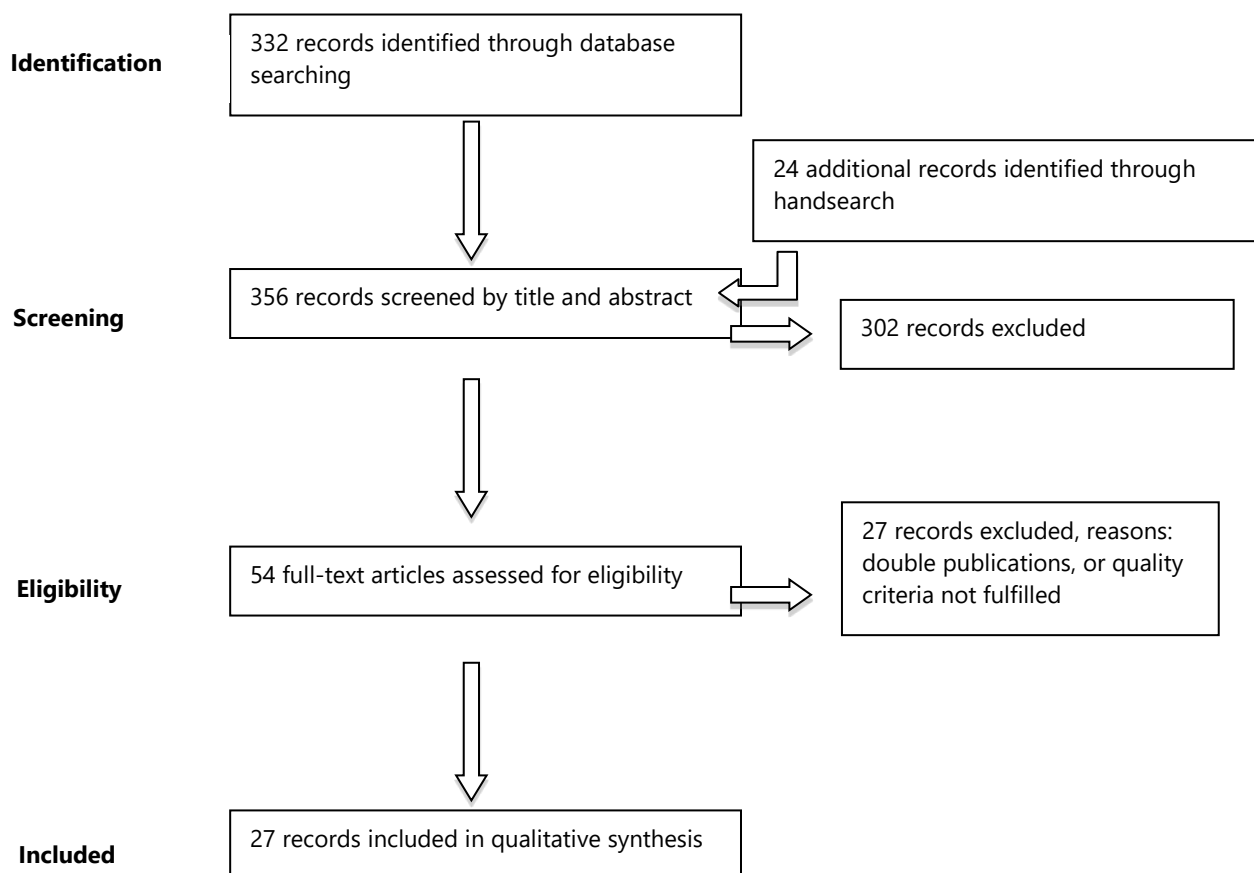 Identification
332 records identified through database
searching
24 additional records identified through
handsearch
Screening
356 records screened by title and abstract
302 records excluded
Eligibility
54 full-text articles assessed for eligibility
27 records excluded, reasons:
double publications, or quality
criteria not fulfilled
Included
27 records included in qualitative synthesis